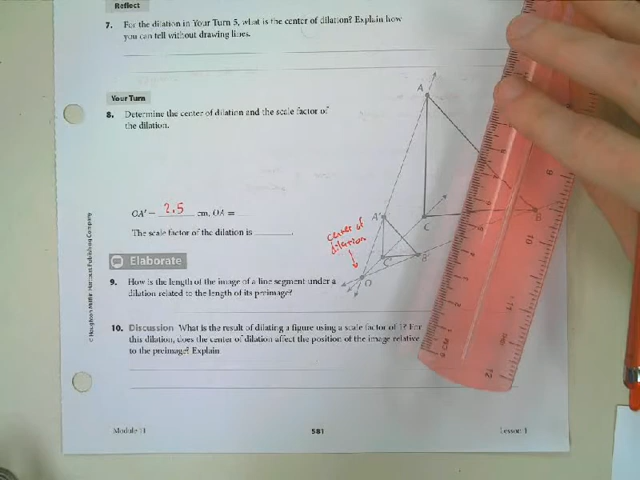 Reflect
7. For the dilation in Your Turn 5, what is the center of dilation? Explain how
you can tell without drawing lines.
Your Turn
8. Determine the center of dilation and the scale factor of
the dilation.
OA′ = 2.5 cm, OA =
The scale factor of the dilation is
A
A′
C
C′
B′
O
center of
dilation
Elaborate
9. How is the length of the image of a line segment under a
dilation related to the length of its preimage?
10. Discussion What is the result of dilating a figure using a scale factor of 1? For
this dilation, does the center of dilation affect the position of the image relative
to the preimage? Explain
© Houghton Mifflin Harcourt Publishing Company
Module 11
581
Lesson 1